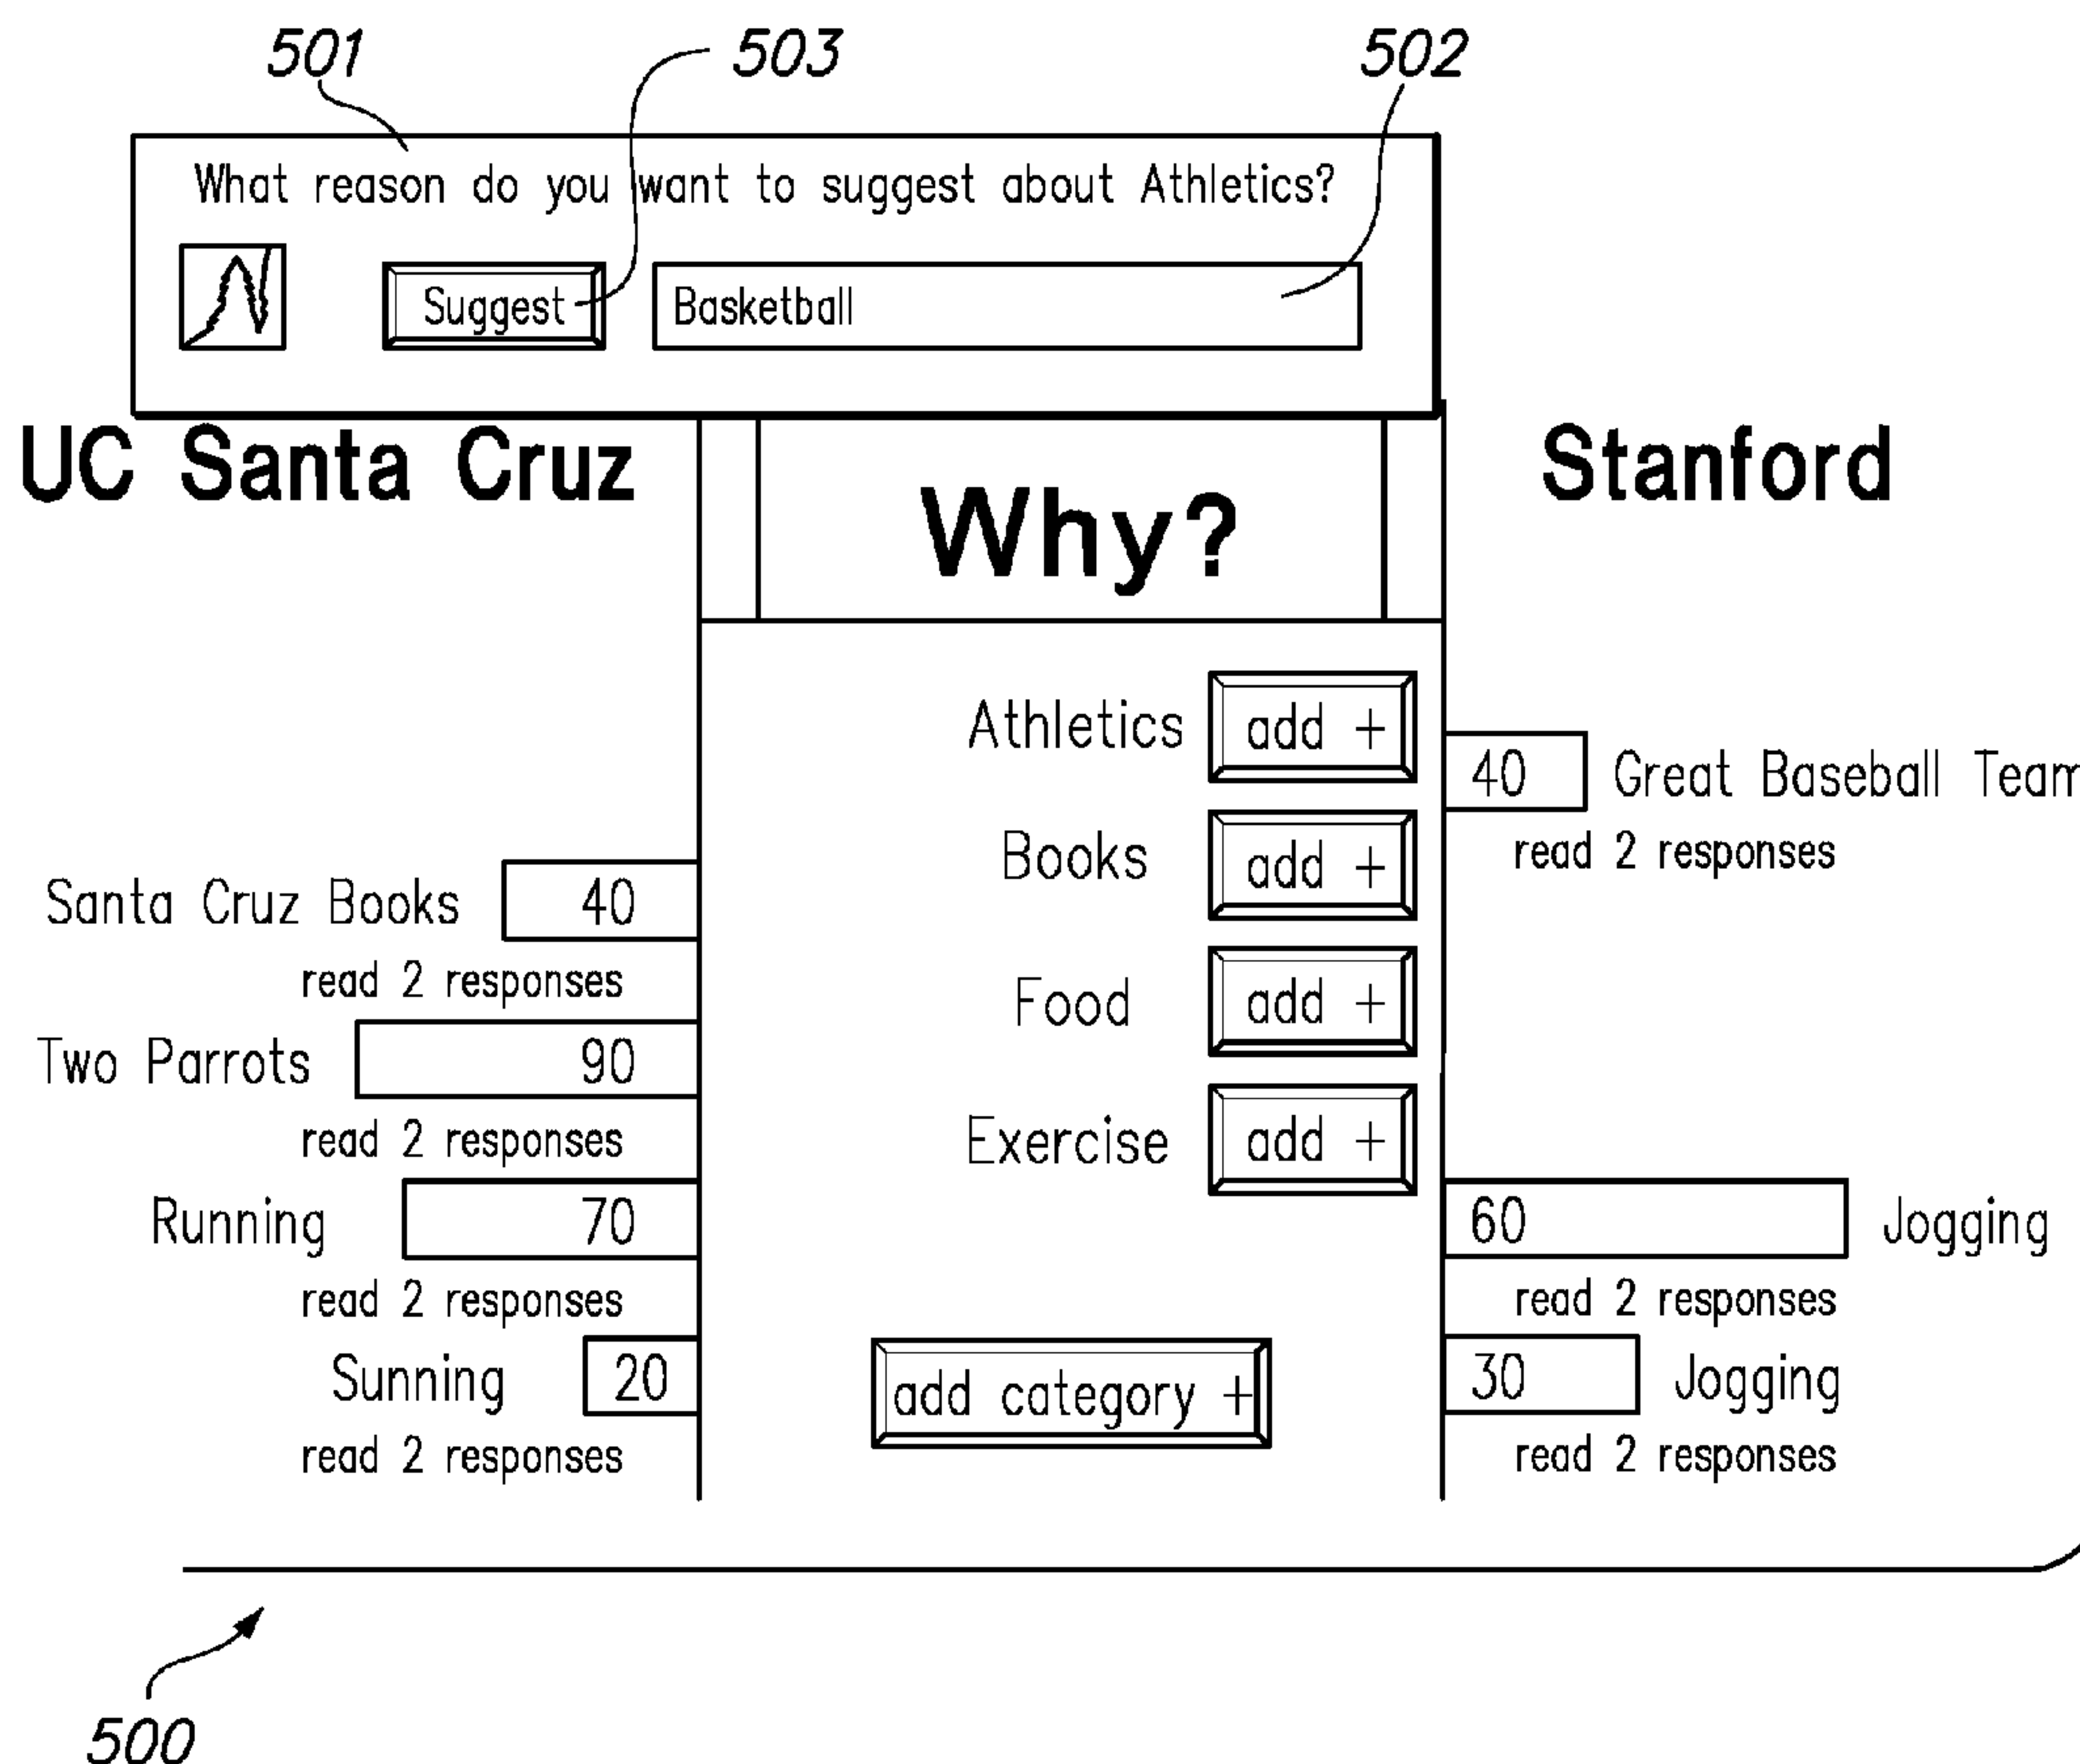 501 503 502
What reason do you want to suggest about Athletics?
Suggest Basketball
UC Santa Cruz
Why?
Stanford
Athletics add +
40 Great Baseball Team
read 2 responses
Books add +
Santa Cruz Books 40
read 2 responses
Food add +
Two Parrots 90
read 2 responses
Exercise add +
Running 70
read 2 responses
60 Jogging
read 2 responses
Sunning 20
read 2 responses
add category +
30 Jogging
read 2 responses
500